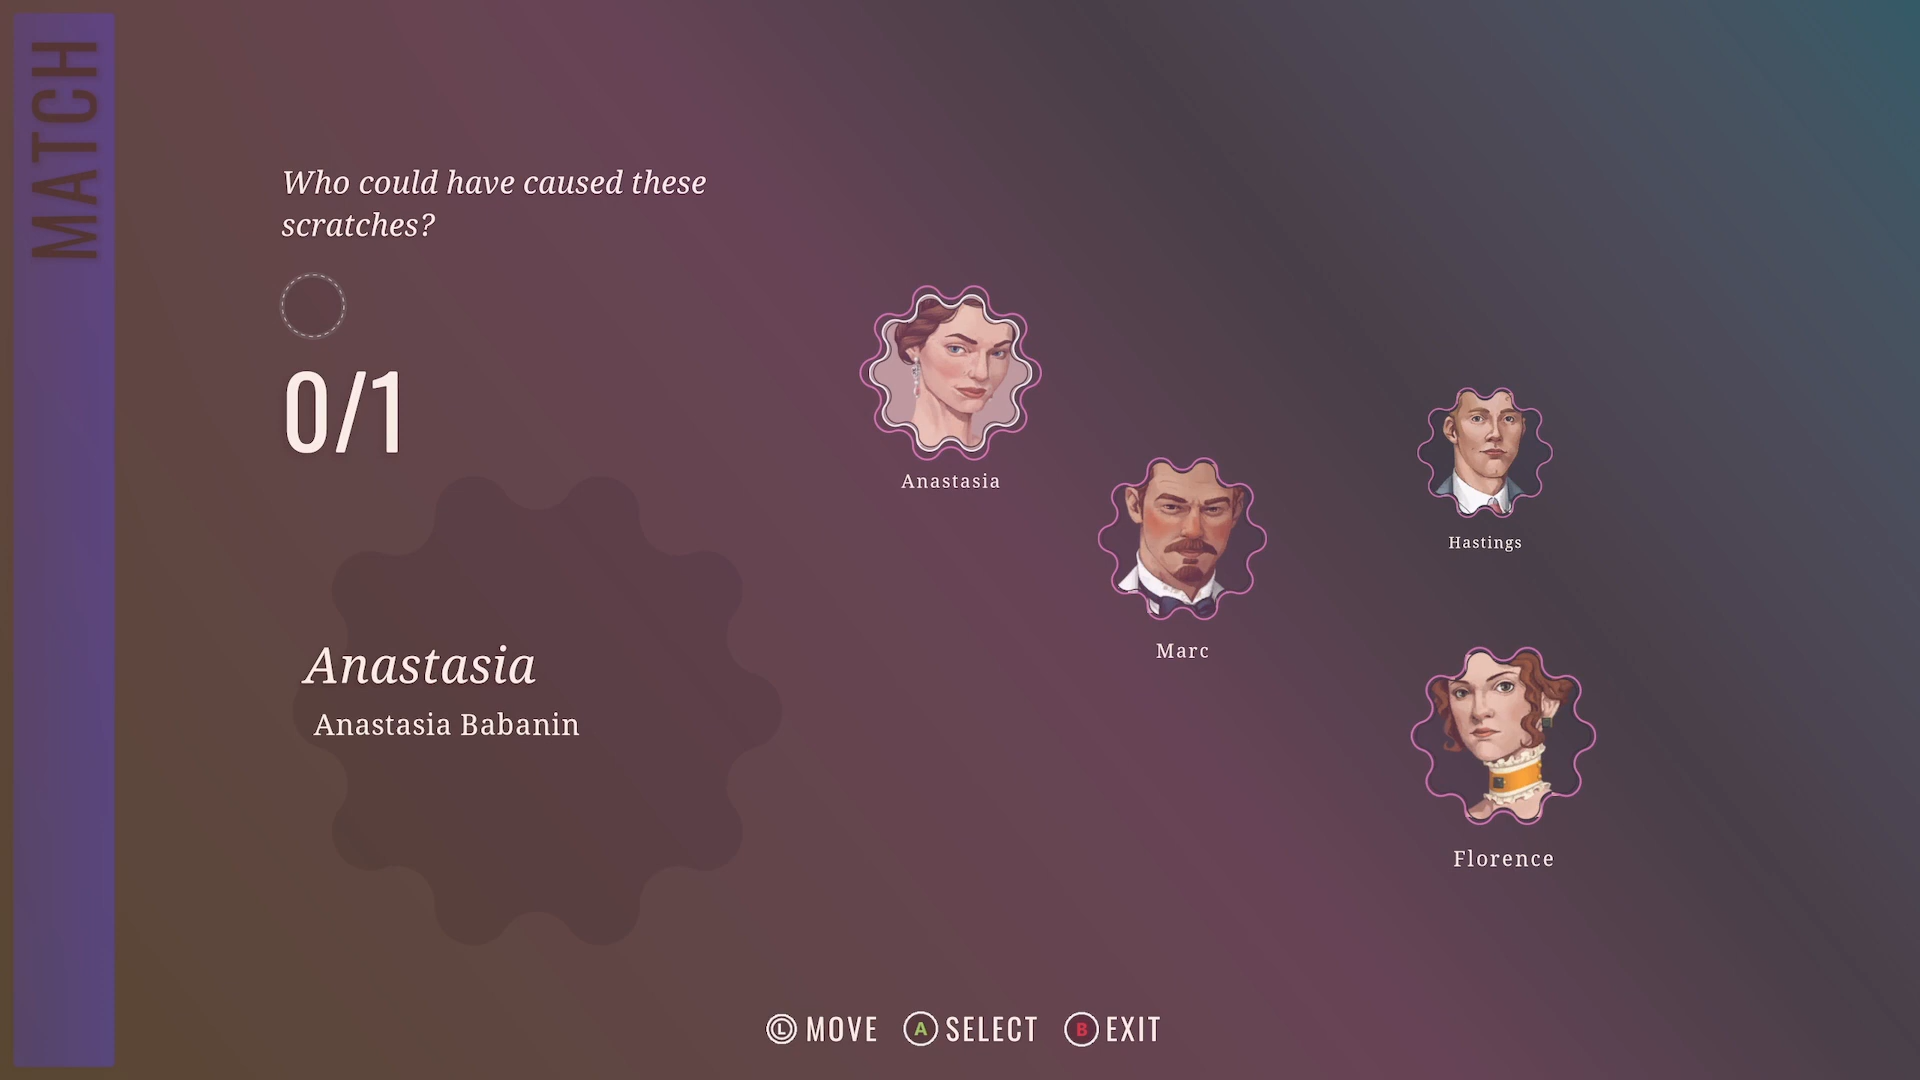 MATCH
Who could have caused these
scratches?
0/1
Anastasia
Anastasia Babanin
Anastasia
Marc
Hastings
Florence
L MOVE A SELECT B EXIT